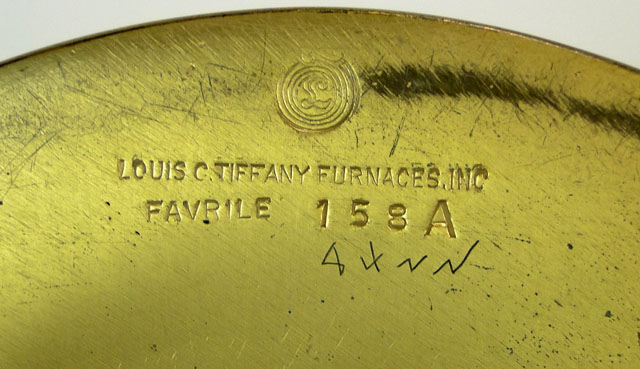 LOUIS C. TIFFANY FURNACES, INC
FAVRILE 158A